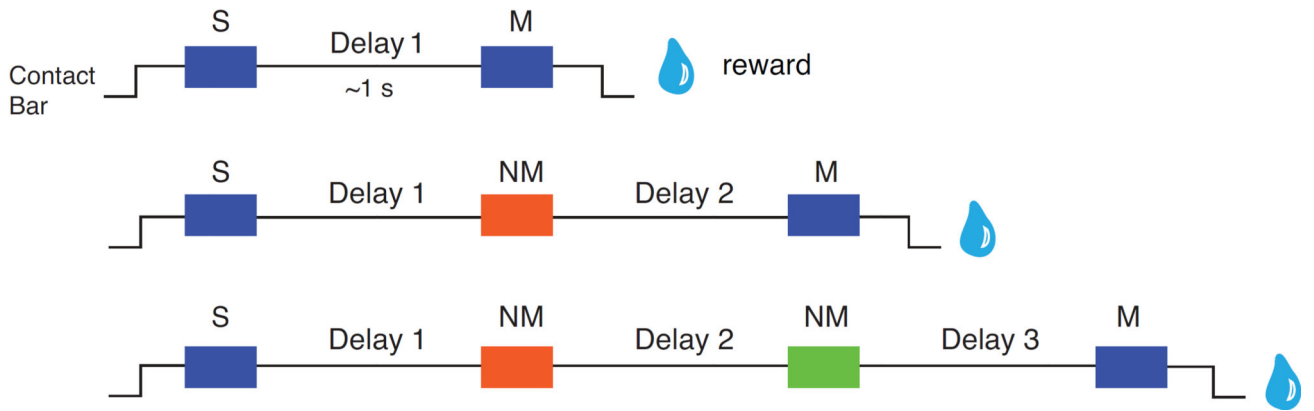 S M
Delay 1
Contact Bar
~1 s
reward
S NM M
Delay 1 Delay 2
S NM NM M
Delay 1 Delay 2 Delay 3